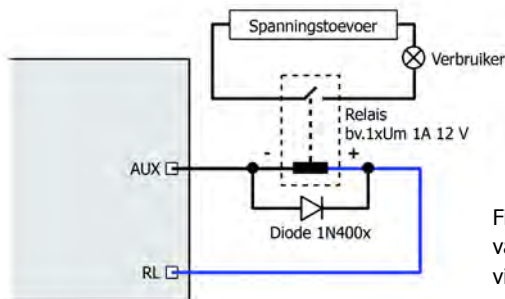 Spanningstoevoer
Verbruiker
Relais
bv.1xUm 1A 12 V
- +
AUX
Diode 1N400x
RL